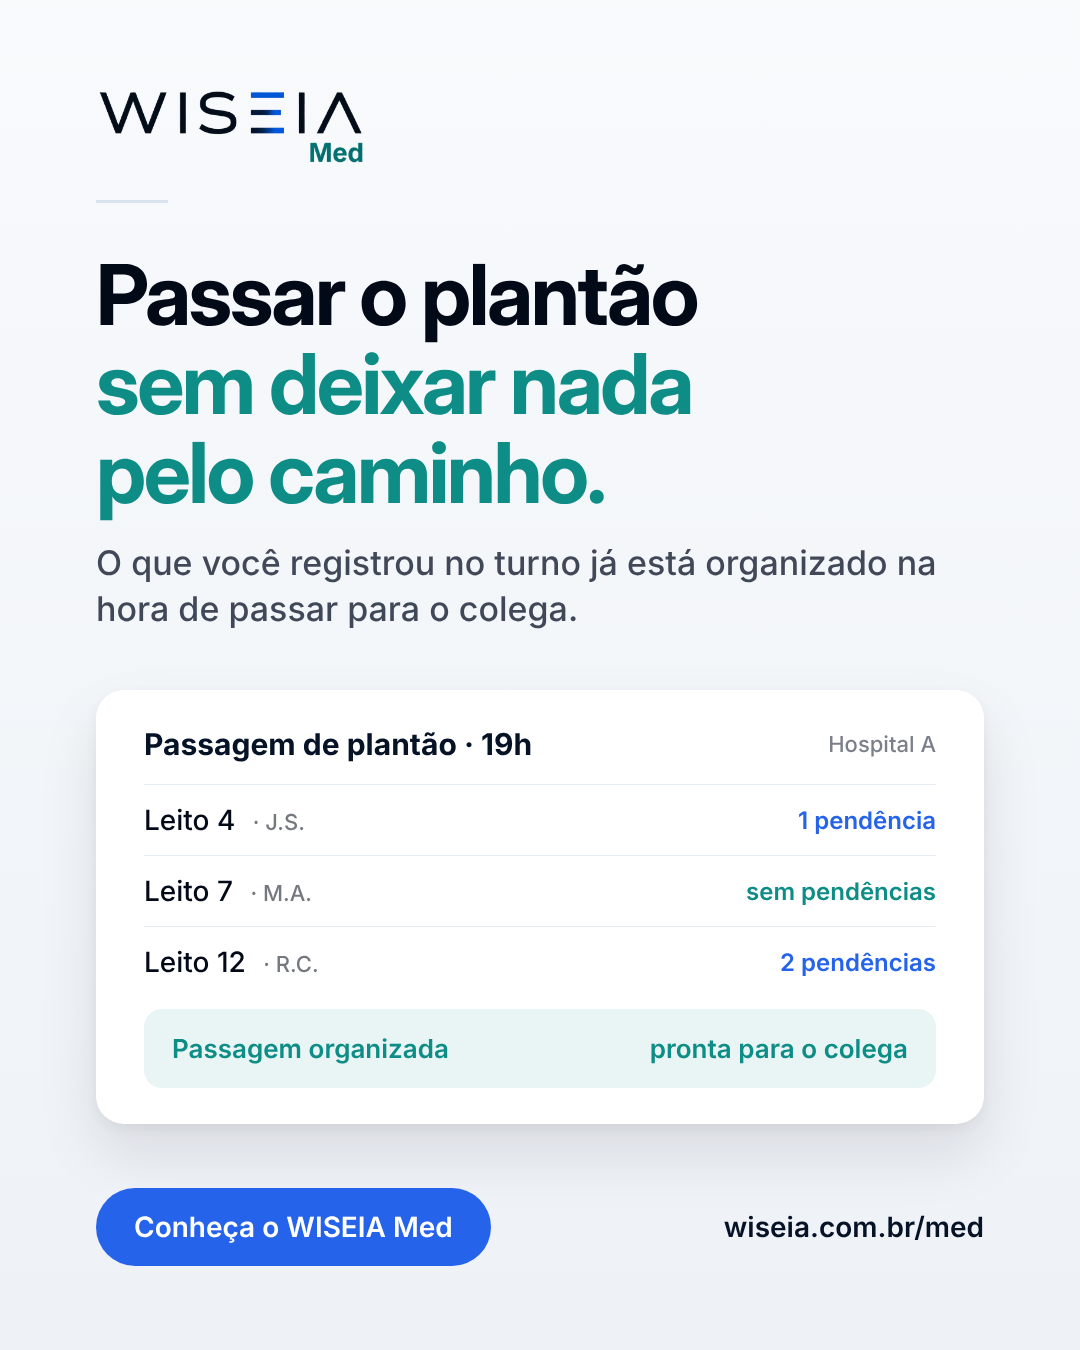 WISEIA
Med
Passar o plantão
sem deixar nada
pelo caminho.
O que você registrou no turno já está organizado na
hora de passar para o colega.
Passagem de plantão · 19h Hospital A
Leito 4 · J.S. 1 pendência
Leito 7 · M.A. sem pendências
Leito 12 · R.C. 2 pendências
Passagem organizada pronta para o colega
Conheça o WISEIA Med wiseia.com.br/med